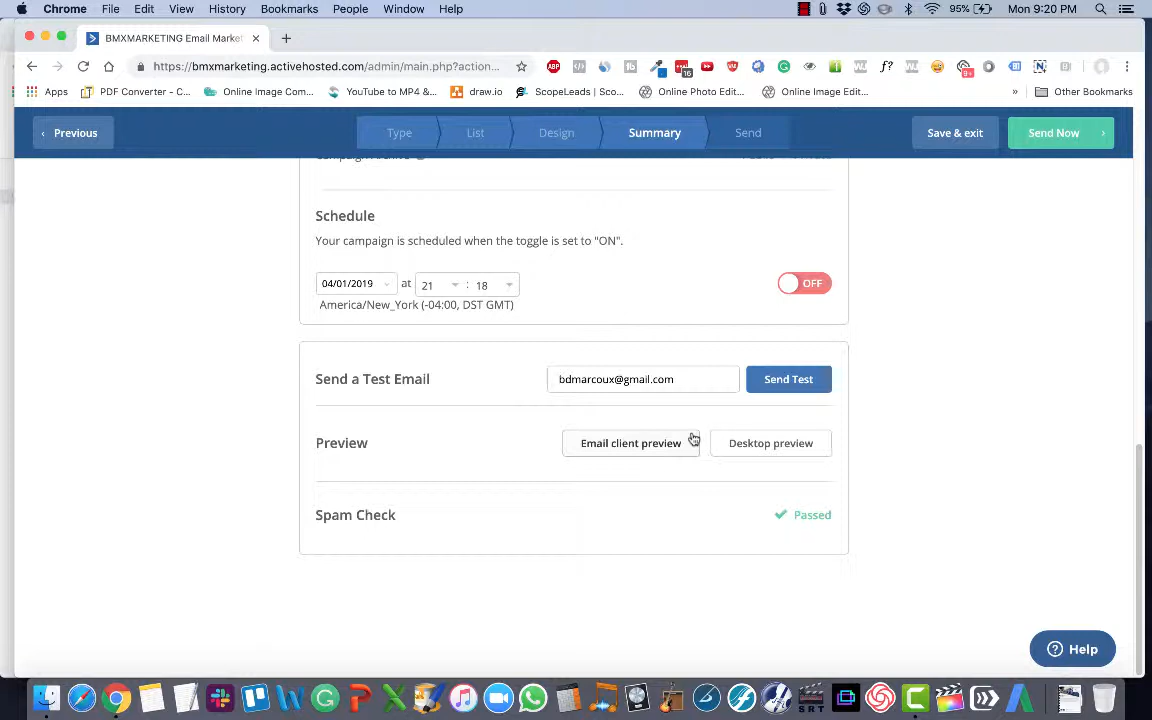 Chrome File Edit View History Bookmarks People Window Help 95% Mon 9:20 PM
BMXMARKETING Email Market
https://bmxmarketing.activehosted.com/admin/main.php?action...
Apps PDF Converter - C... Online Image Com... YouTube to MP4 &... draw.io ScopeLeads | Sco... Online Photo Edit... Online Image Edit... » Other Bookmarks
‹ Previous Type List Design Summary Send Save & exit Send Now ›
Schedule
Your campaign is scheduled when the toggle is set to "ON".
04/01/2019 at 21 : 18 OFF
America/New_York (-04:00, DST GMT)
Send a Test Email bdmarcoux@gmail.com Send Test
Preview Email client preview Desktop preview
Spam Check Passed
Help